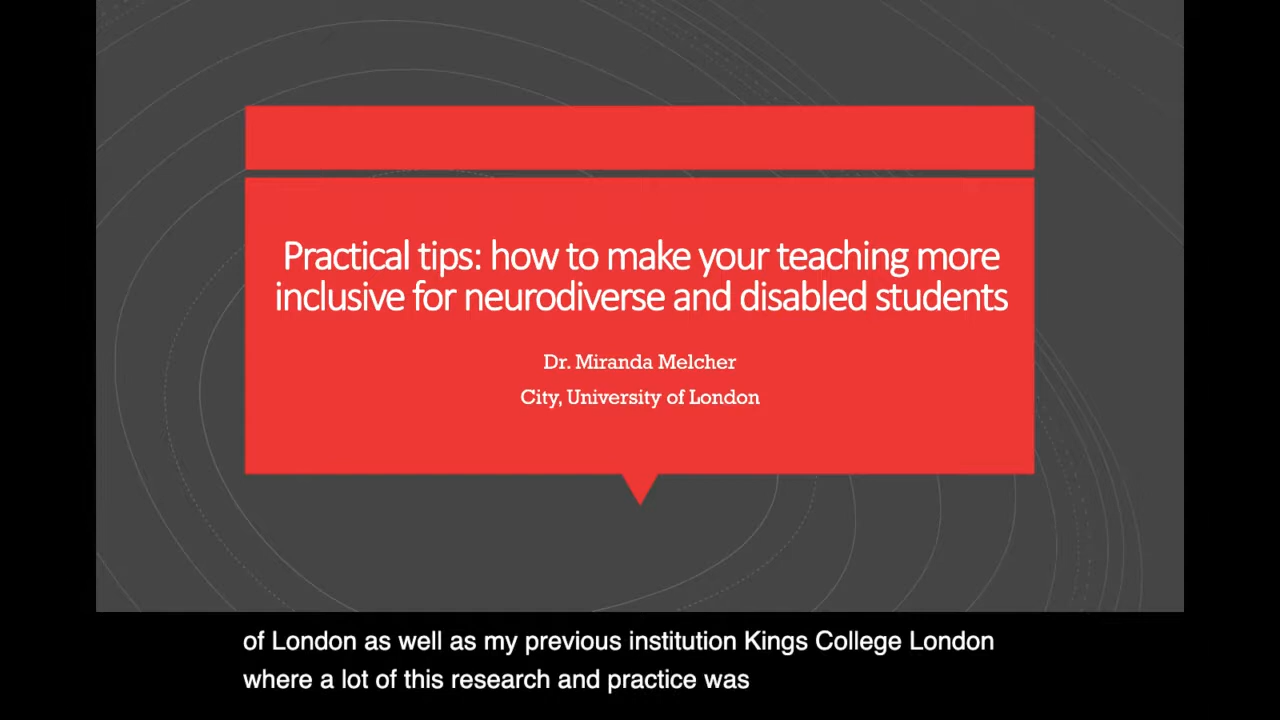 Practical tips: how to make your teaching more
inclusive for neurodiverse and disabled students
Dr. Miranda Melcher
City, University of London
of London as well as my previous institution Kings College London
where a lot of this research and practice was